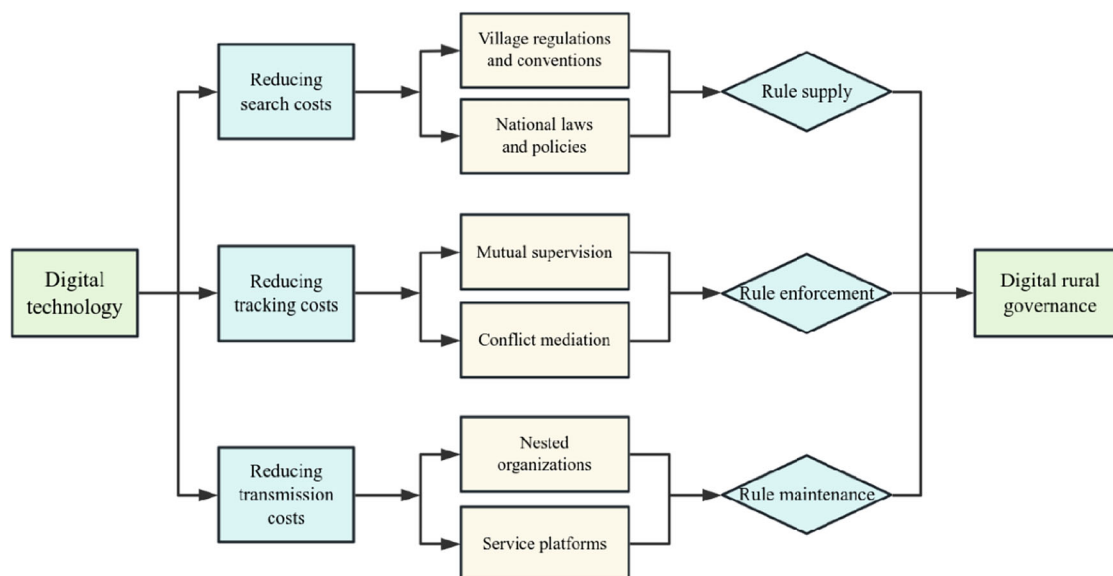 Digital
technology
Reducing
search costs
Village regulations
and conventions
National laws
and policies
Rule supply
Reducing
tracking costs
Mutual supervision
Conflict mediation
Rule enforcement
Reducing
transmission
costs
Nested
organizations
Service platforms
Rule maintenance
Digital rural
governance